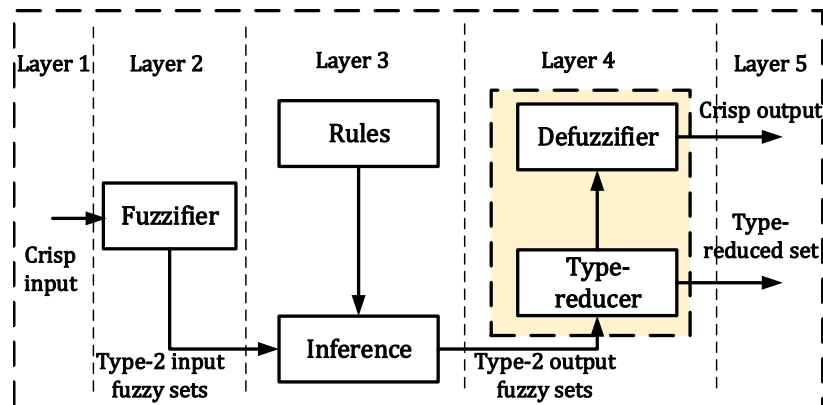 Layer 1
Layer 2
Layer 3
Layer 4
Layer 5
Rules
Defuzzifier
Crisp output
Fuzzifier
Crisp
input
Type-
reducer
Type-
reduced set
Inference
Type-2 input
fuzzy sets
Type-2 output
fuzzy sets